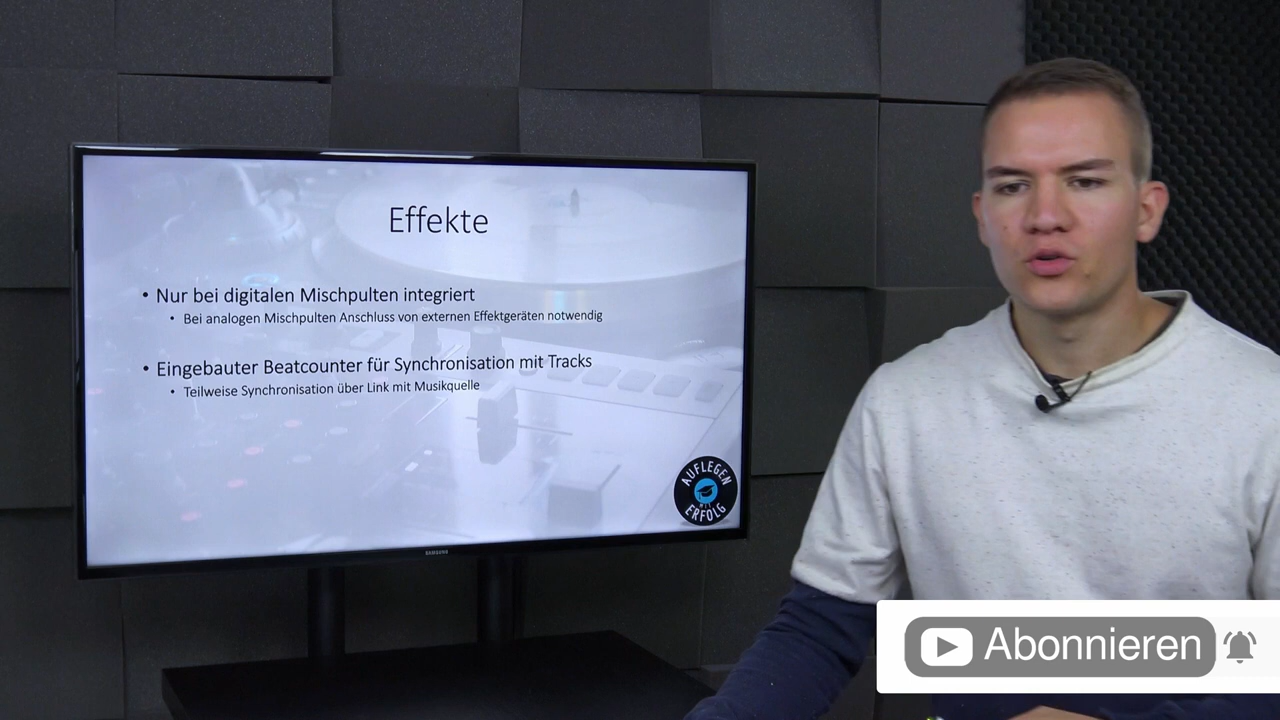 Effekte
• Nur bei digitalen Mischpulten integriert
• Bei analogen Mischpulten Anschluss von externen Effektgeräten notwendig
• Eingebauter Beatcounter für Synchronisation mit Tracks
• Teilweise Synchronisation über Link mit Musikquelle
AUFLEGEN
MIT
ERFOLG
SAMSUNG
Abonnieren